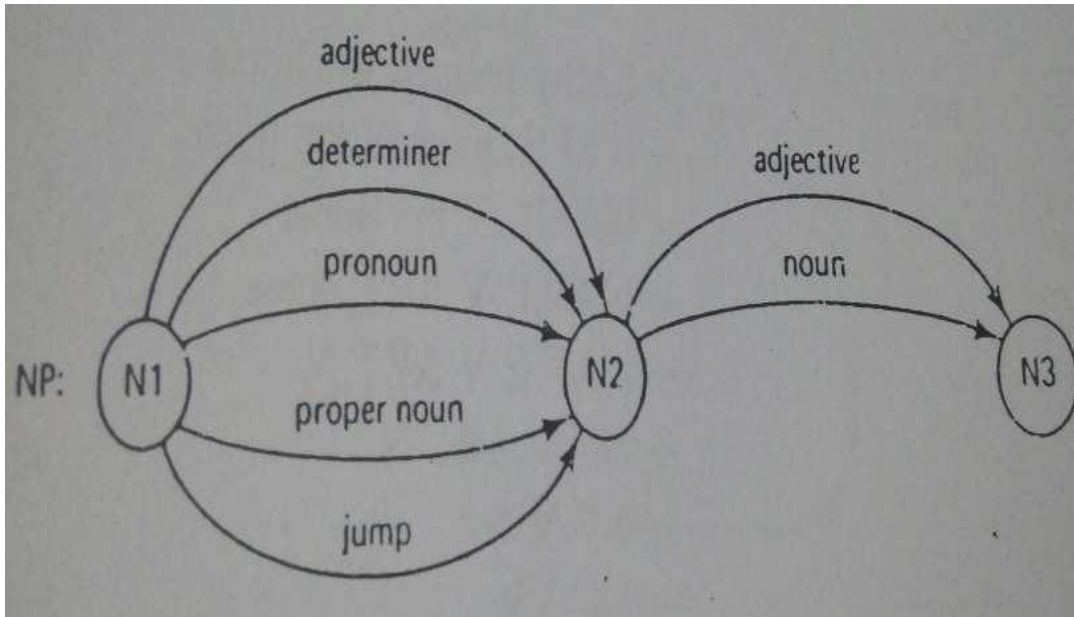 adjective
determiner
adjective
pronoun
noun
NP:
N1
N2
N3
proper noun
jump